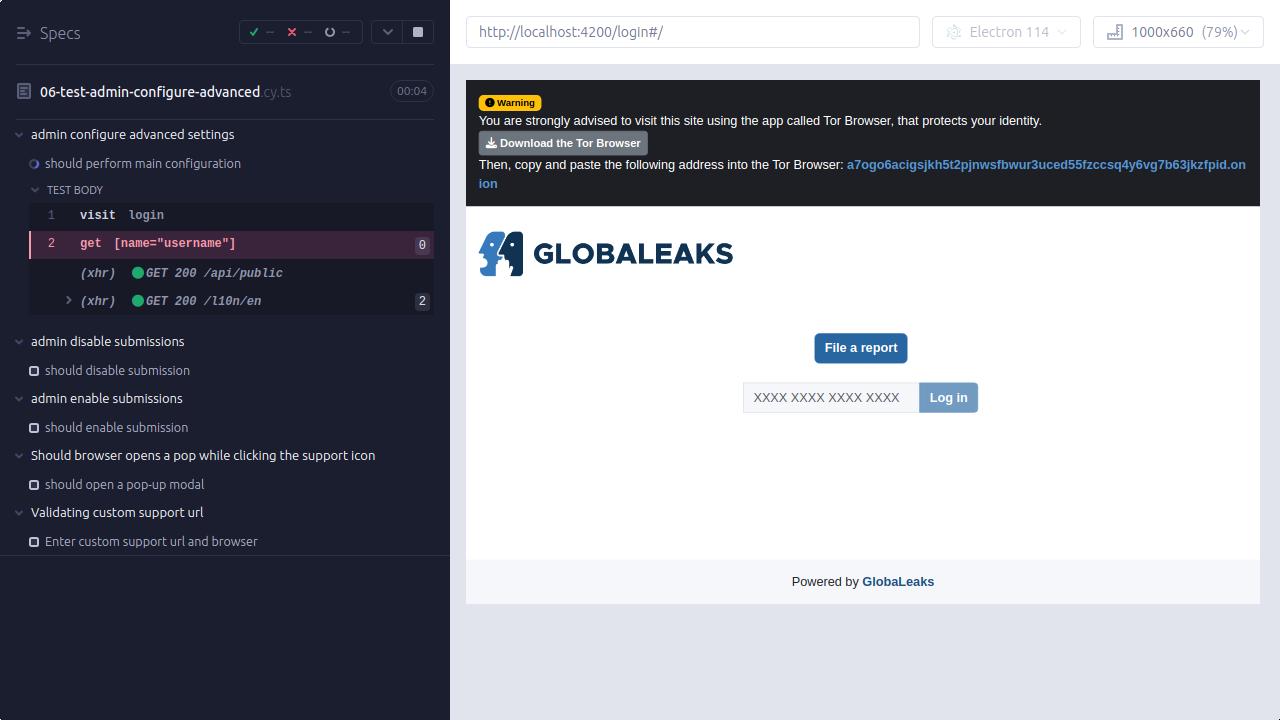 Specs
--
--
--
06-test-admin-configure-advanced.cy.ts
00:04
admin configure advanced settings
should perform main configuration
TEST BODY
1 visit login
2 get [name="username"] 0
(xhr) GET 200 /api/public
(xhr) GET 200 /l10n/en 2
admin disable submissions
should disable submission
admin enable submissions
should enable submission
Should browser opens a pop while clicking the support icon
should open a pop-up modal
Validating custom support url
Enter custom support url and browser
http://localhost:4200/login#/
Electron 114
1000x660 (79%)
Warning
You are strongly advised to visit this site using the app called Tor Browser, that protects your identity.
Download the Tor Browser
Then, copy and paste the following address into the Tor Browser: a7ogo6acigsjkh5t2pjnwsfbwur3uced55fzccsq4y6vg7b63jkzfpid.on
ion
GLOBALEAKS
File a report
XXXX XXXX XXXX XXXX Log in
Powered by GlobaLeaks